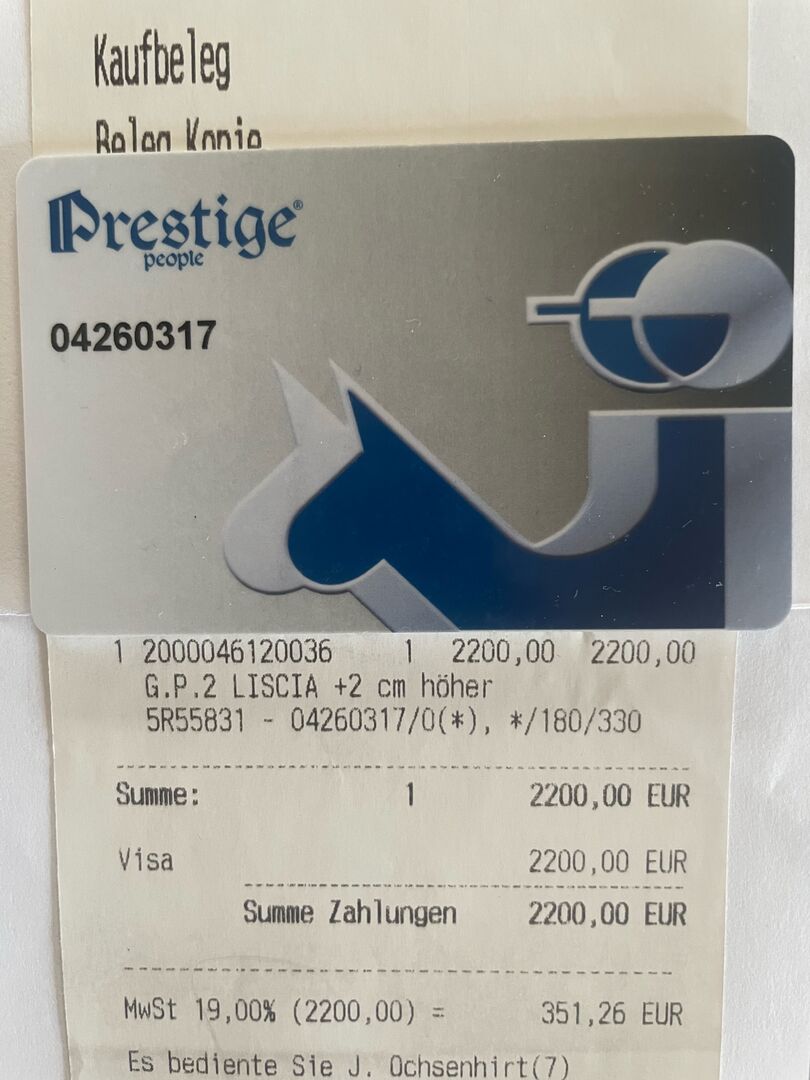 Kaufbeleg
Beleg Kopie
Prestige®
people
04260317
1 2000046120036 1 2200,00 2200,00
G.P.2 LISCIA +2 cm höher
5R55831 - 04260317/0(*), */180/330
Summe: 1 2200,00 EUR
Visa 2200,00 EUR
Summe Zahlungen 2200,00 EUR
MwSt 19,00% (2200,00) = 351,26 EUR
Es bediente Sie J. Ochsenhirt(7)